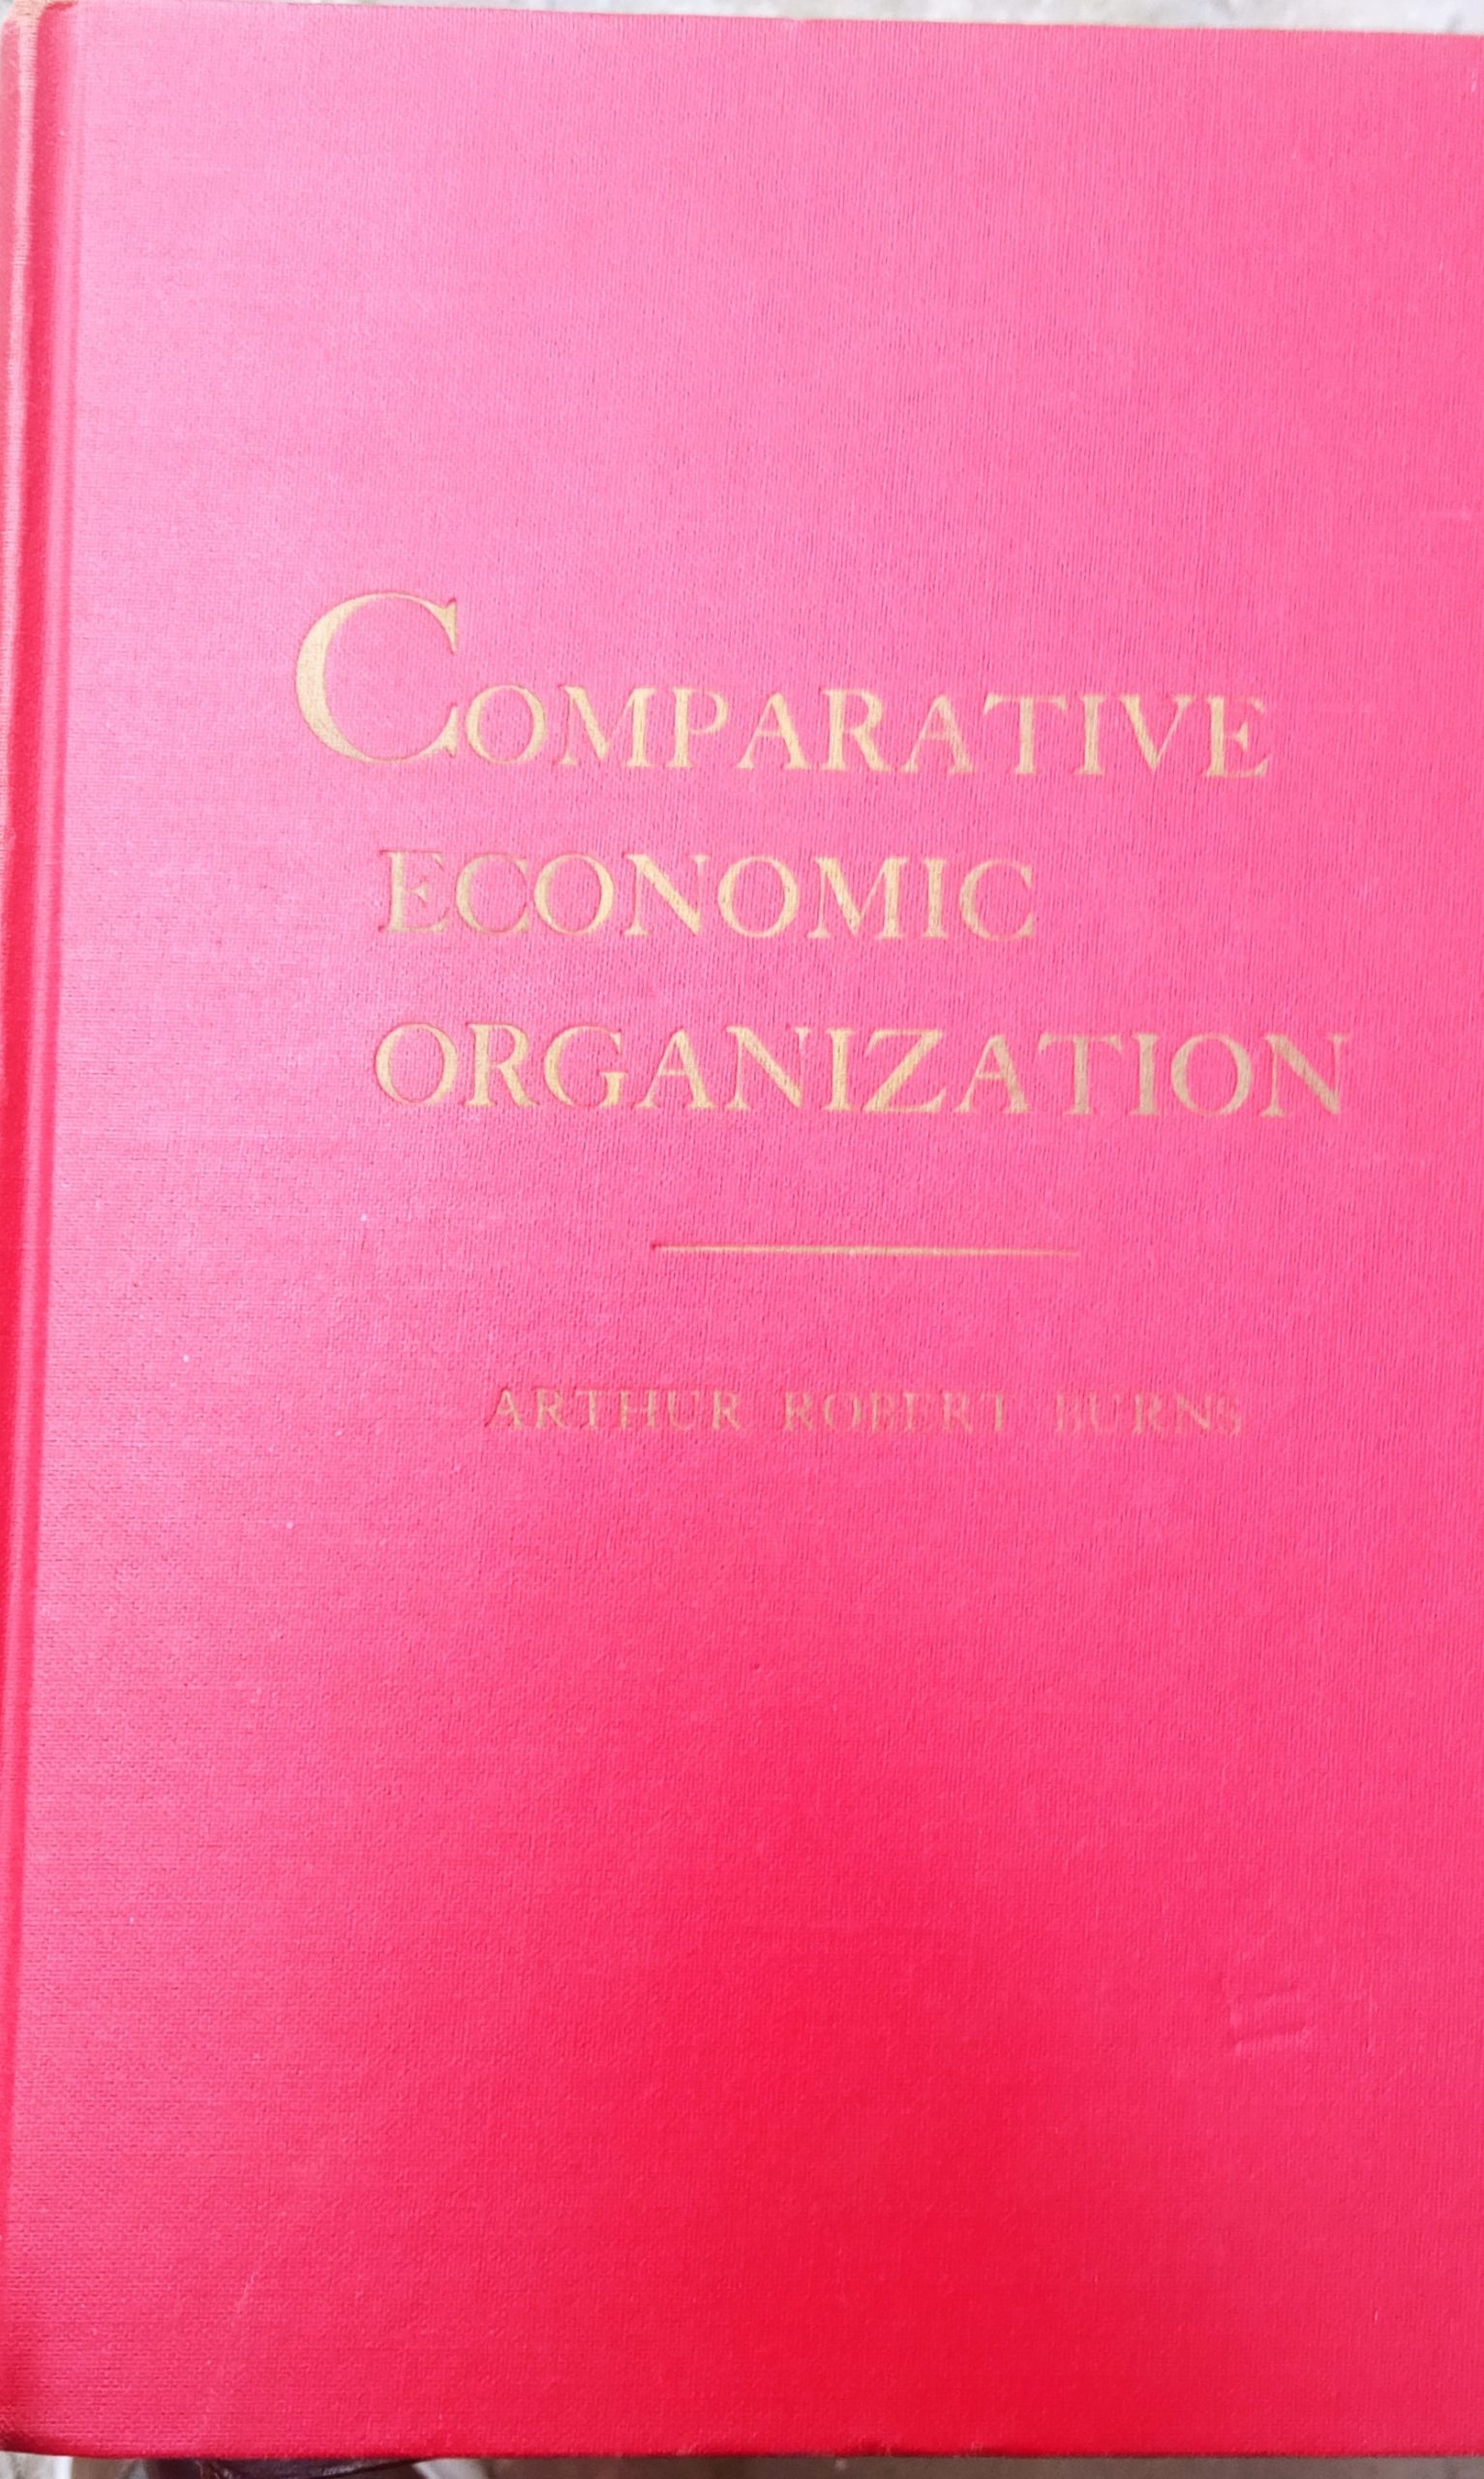 COMPARATIVE
ECONOMIC
ORGANIZATION
ARTHUR ROBERT BURNS